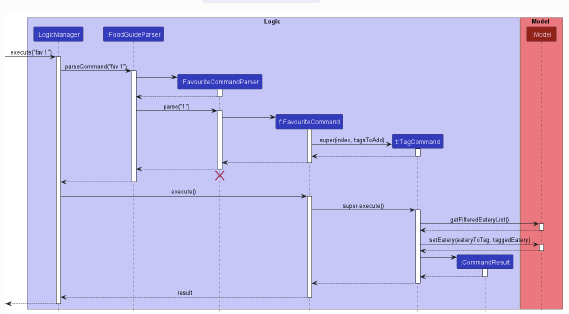 Logic
Model
:LogicManager
:FoodGuideParser
:Model
execute("fav 1")
parseCommand("fav 1")
:FavouriteCommandParser
parse("1")
f:FavouriteCommand
super(index, tagsToAdd)
t:TagCommand
execute()
super.execute()
getFilteredEateryList()
setEatery(eateryToTag, taggedEatery)
:CommandResult
result